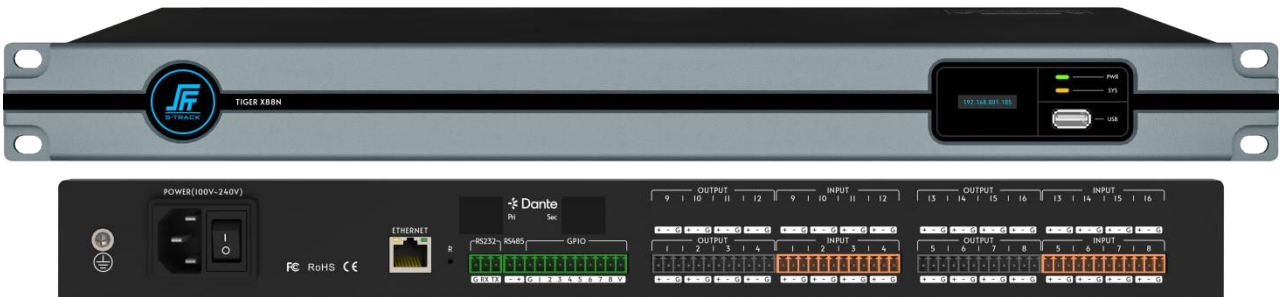 S-TRACK
TIGER X88N
192.168.001.185
PWR
SYS
USB
POWER(100V~240V)
I
O
FC RoHS CE
ETHERNET
R
Dante
Pri Sec
RS232 RS485 GPIO
G RX TX - + G 1 2 3 4 5 6 7 8 V
OUTPUT
9 10 11 12
INPUT
9 10 11 12
OUTPUT
13 14 15 16
INPUT
13 14 15 16
+ - G + - G + - G + - G
+ - G + - G + - G + - G
+ - G + - G + - G + - G
+ - G + - G + - G + - G
OUTPUT
1 2 3 4
INPUT
1 2 3 4
OUTPUT
5 6 7 8
INPUT
5 6 7 8
+ - G + - G + - G + - G
+ - G + - G + - G + - G
+ - G + - G + - G + - G
+ - G + - G + - G + - G